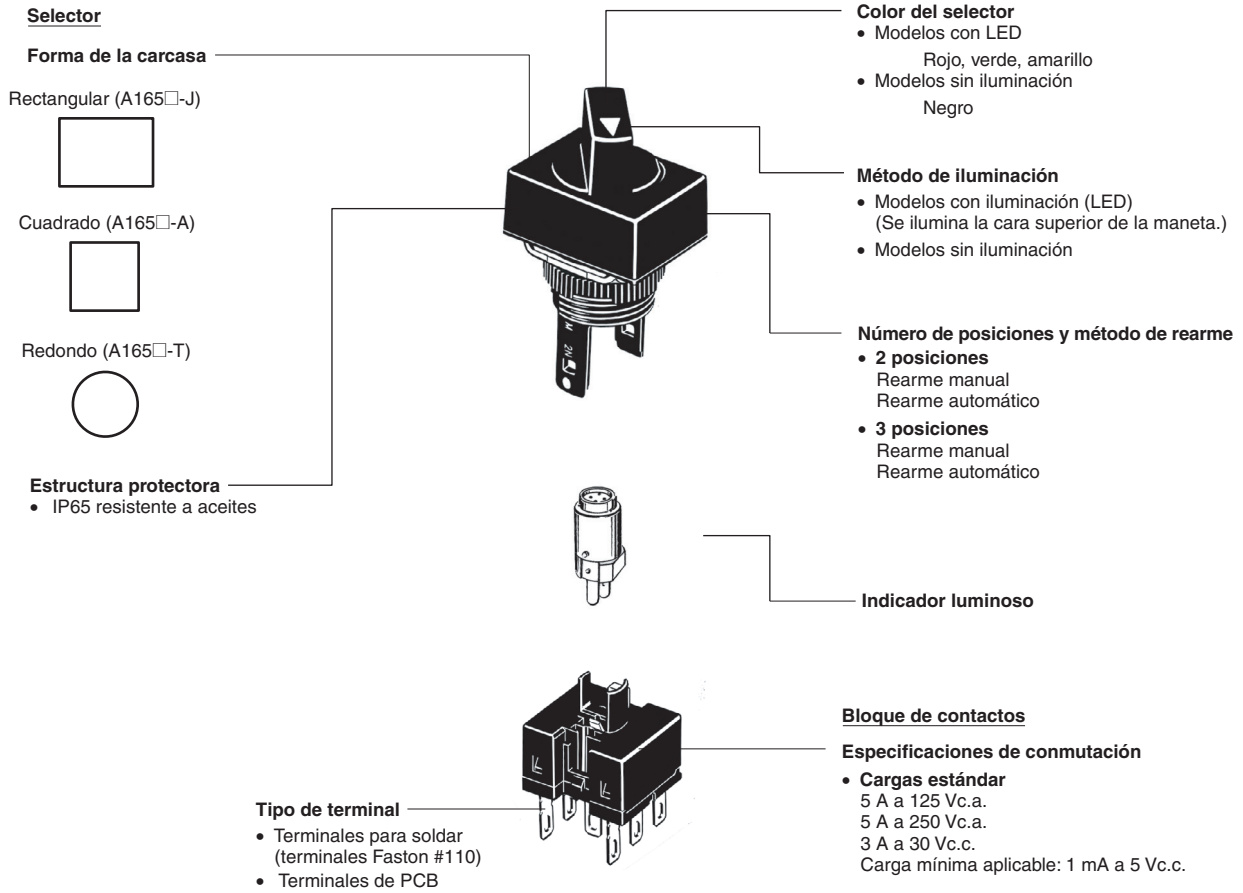 Selector
Forma de la carcasa
Rectangular (A165□-J)
Cuadrado (A165□-A)
Redondo (A165□-T)
Estructura protectora
• IP65 resistente a aceites
Color del selector
• Modelos con LED
Rojo, verde, amarillo
• Modelos sin iluminación
Negro
Método de iluminación
• Modelos con iluminación (LED)
(Se ilumina la cara superior de la maneta.)
• Modelos sin iluminación
Número de posiciones y método de rearme
• 2 posiciones
Rearme manual
Rearme automático
• 3 posiciones
Rearme manual
Rearme automático
Indicador luminoso
Bloque de contactos
Especificaciones de conmutación
• Cargas estándar
5 A a 125 Vc.a.
5 A a 250 Vc.a.
3 A a 30 Vc.c.
Carga mínima aplicable: 1 mA a 5 Vc.c.
Tipo de terminal
• Terminales para soldar
(terminales Faston #110)
• Terminales de PCB